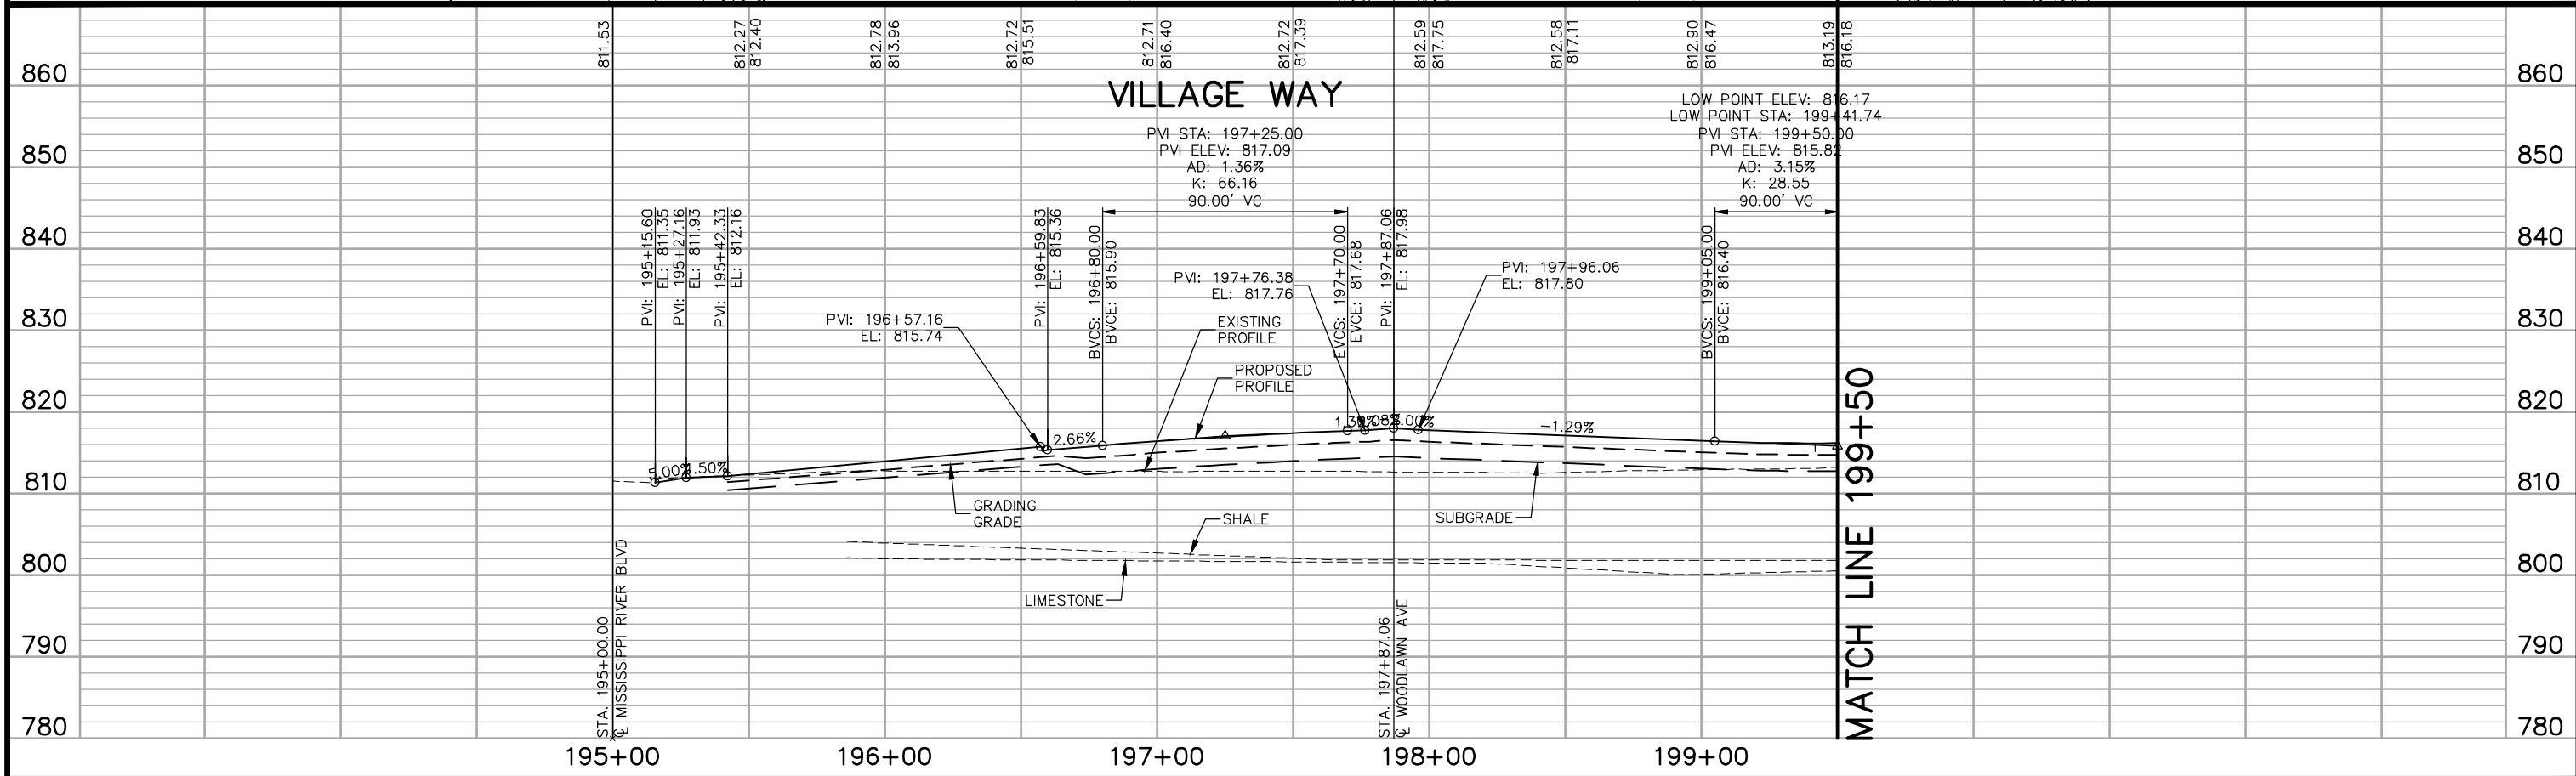 811.53
812.27
812.40
812.78
813.96
812.72
815.51
812.71
816.40
812.72
817.39
812.59
817.75
812.58
817.11
812.90
816.47
813.19
816.18
VILLAGE WAY
PVI STA: 197+25.00
PVI ELEV: 817.09
AD: 1.36%
K: 66.16
90.00' VC
LOW POINT ELEV: 816.17
LOW POINT STA: 199+41.74
PVI STA: 199+50.00
PVI ELEV: 815.82
AD: 3.15%
K: 28.55
90.00' VC
860
850
840
830
820
810
800
790
780
PVI: 195+15.60
EL: 811.35
PVI: 195+27.16
EL: 811.93
PVI: 195+42.33
EL: 812.16
PVI: 196+57.16
EL: 815.74
PVI: 196+59.83
EL: 815.36
BVCS: 196+80.00
BVCE: 815.90
PVI: 197+76.38
EL: 817.76
EVCS: 197+70.00
EVCE: 817.68
PVI: 197+87.06
EL: 817.98
PVI: 197+96.06
EL: 817.80
BVCS: 199+05.00
BVCE: 816.40
EXISTING
PROFILE
PROPOSED
PROFILE
5.00%
2.66%
-1.29%
GRADING
GRADE
SHALE
SUBGRADE
LIMESTONE
STA. 195+00.00
℄ MISSISSIPPI RIVER BLVD
STA. 197+87.06
℄ WOODLAWN AVE
MATCH LINE 199+50
860
850
840
830
820
810
800
790
780
195+00
196+00
197+00
198+00
199+00